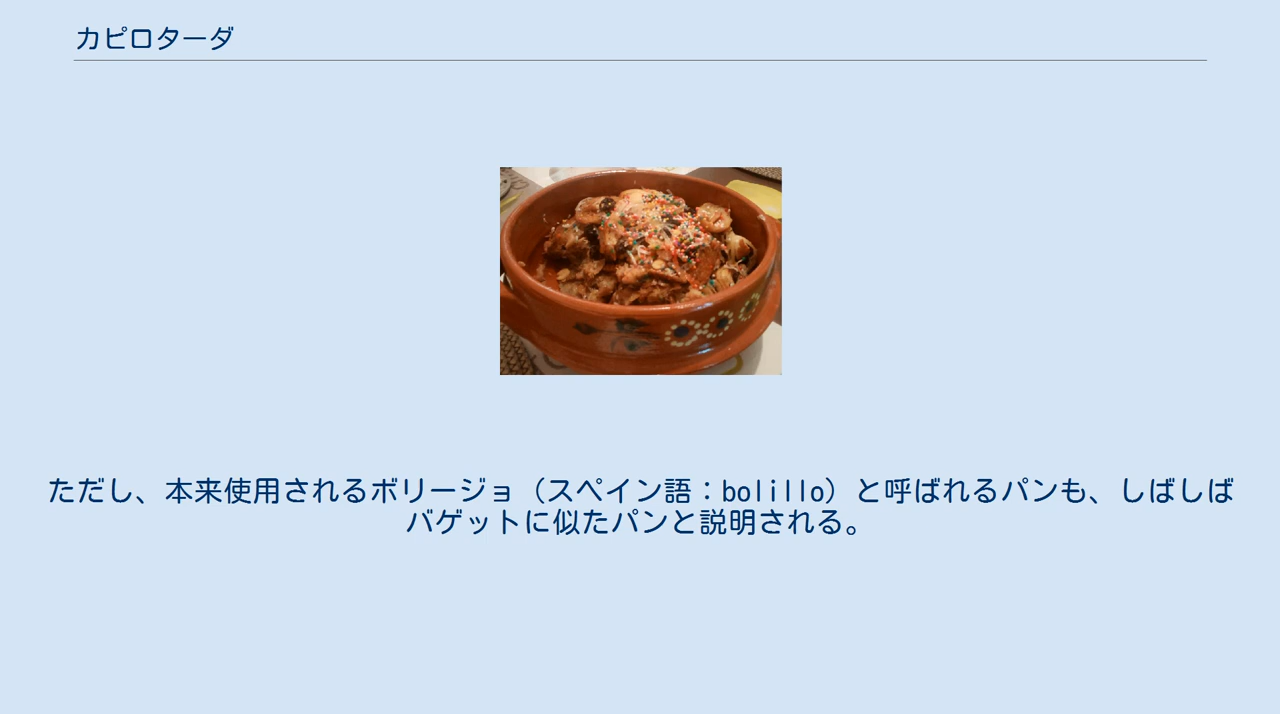 カピロターダ
ただし、本来使用されるボリージョ（スペイン語：bolillo）と呼ばれるパンも、しばしば
バゲットに似たパンと説明される。